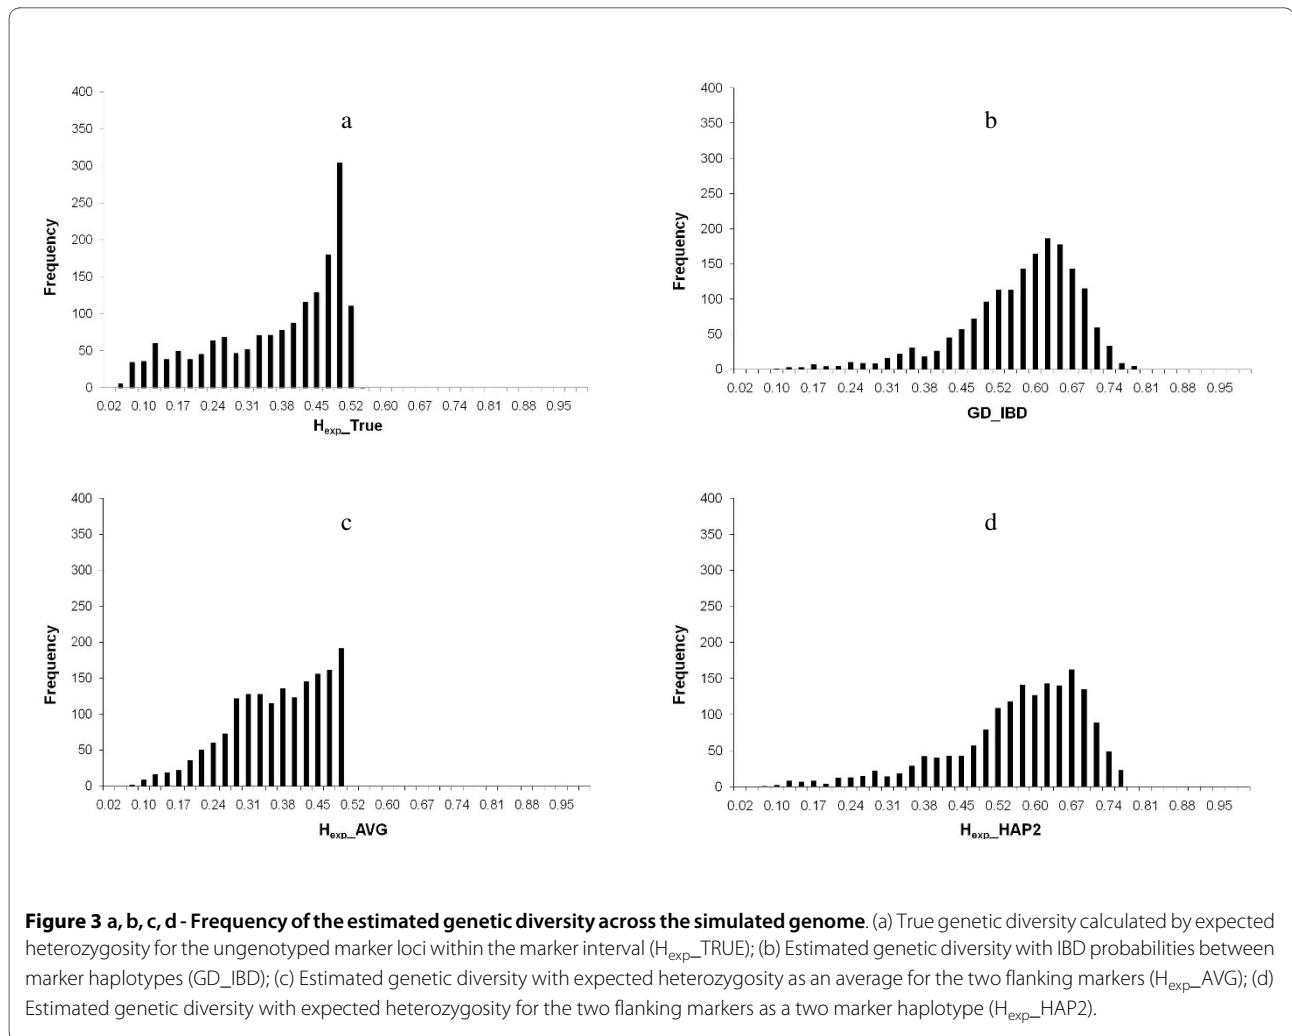 a
400
350
300
250
200
150
100
50
0
Frequency
0.02 0.10 0.17 0.24 0.31 0.38 0.45 0.52 0.60 0.67 0.74 0.81 0.88 0.95
Hexp_True
b
400
350
300
250
200
150
100
50
0
Frequency
0.02 0.10 0.17 0.24 0.31 0.38 0.45 0.52 0.60 0.67 0.74 0.81 0.88 0.95
GD_IBD
c
400
350
300
250
200
150
100
50
0
Frequency
0.02 0.10 0.17 0.24 0.31 0.38 0.45 0.52 0.60 0.67 0.74 0.81 0.88 0.95
Hexp_AVG
d
400
350
300
250
200
150
100
50
0
Frequency
0.02 0.10 0.17 0.24 0.31 0.38 0.45 0.52 0.60 0.67 0.74 0.81 0.88 0.95
Hexp_HAP2
Figure 3 a, b, c, d - Frequency of the estimated genetic diversity across the simulated genome. (a) True genetic diversity calculated by expected
heterozygosity for the ungenotyped marker loci within the marker interval (Hexp_TRUE); (b) Estimated genetic diversity with IBD probabilities between
marker haplotypes (GD_IBD); (c) Estimated genetic diversity with expected heterozygosity as an average for the two flanking markers (Hexp_AVG); (d)
Estimated genetic diversity with expected heterozygosity for the two flanking markers as a two marker haplotype (Hexp_HAP2).